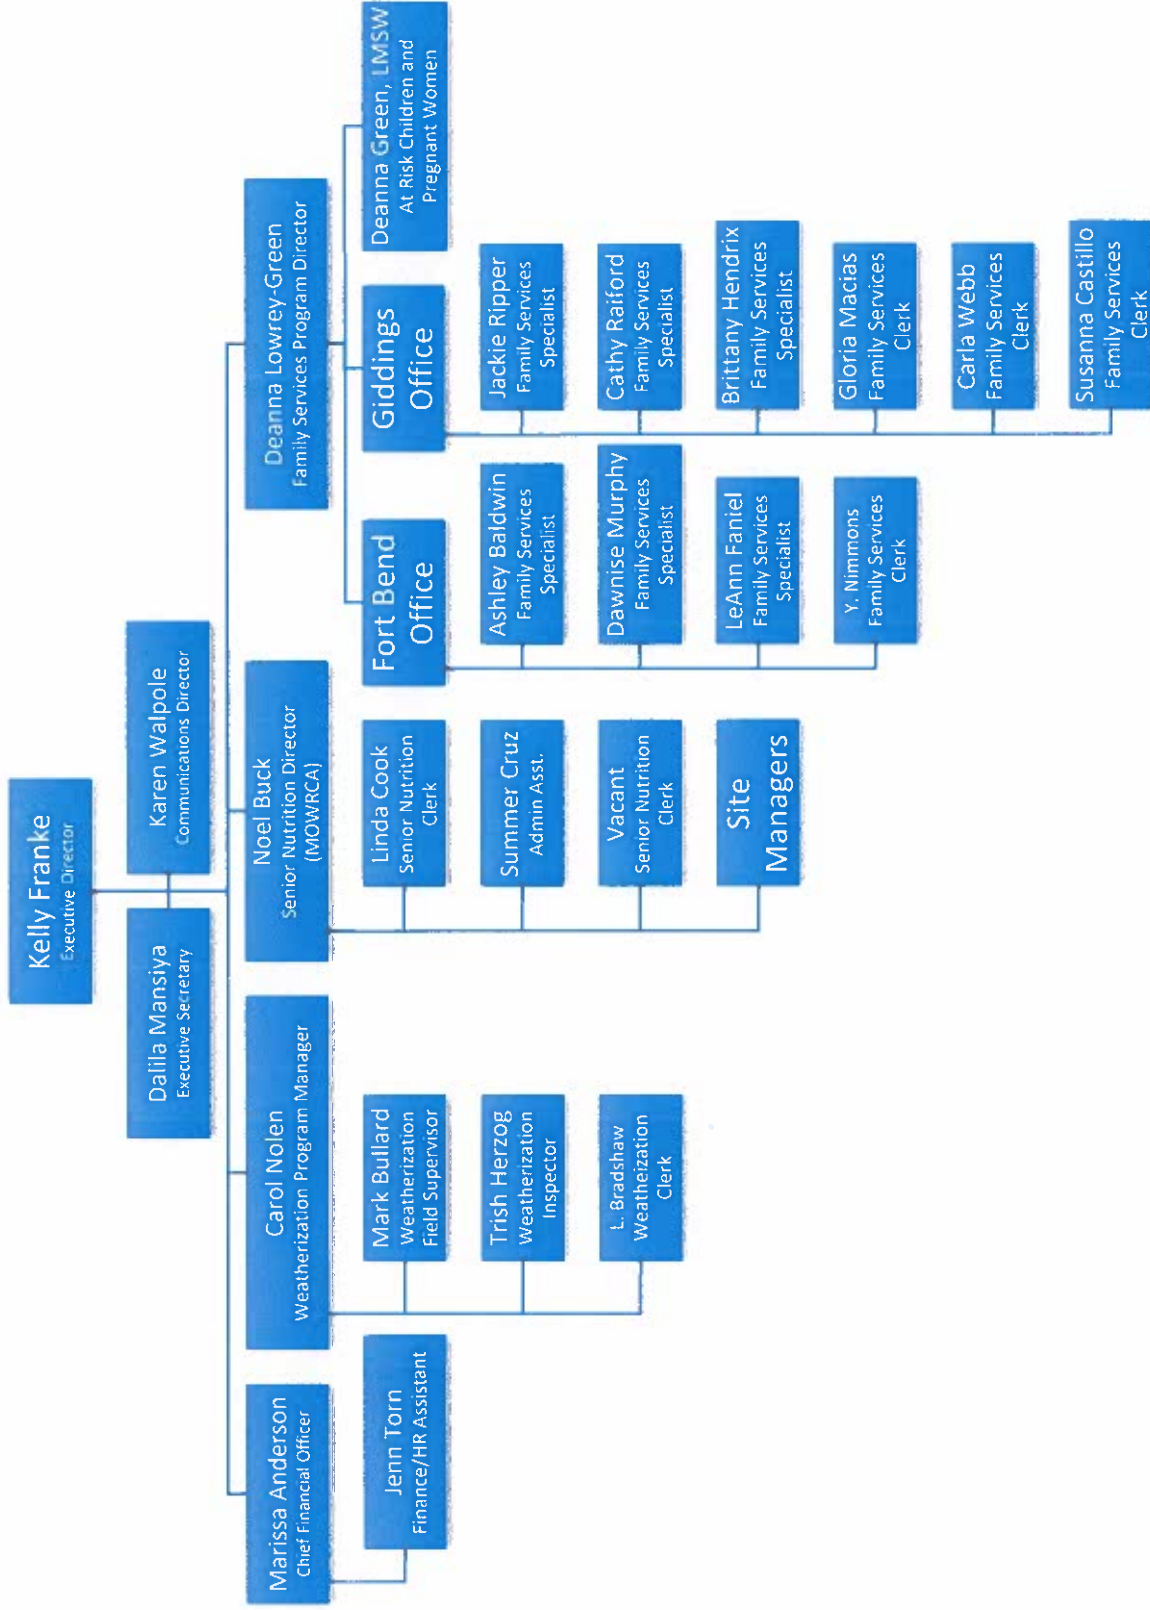 Kelly Franke
Executive Director
Dalila Mansiya
Executive Secretary
Karen Walpole
Communications Director
Marissa Anderson
Chief Financial Officer
Jenn Torn
Finance/HR Assistant
Carol Nolen
Weatherization Program Manager
Mark Bullard
Weatherization
Field Supervisor
Trish Herzog
Weatherization
Inspector
L. Bradshaw
Weatheization
Clerk
Noel Buck
Senior Nutrition Director
(MOWRCA)
Linda Cook
Senior Nutrition
Clerk
Summer Cruz
Admin Asst.
Vacant
Senior Nutrition
Clerk
Site
Managers
Deanna Lowrey-Green
Family Services Program Director
Fort Bend
Office
Ashley Baldwin
Family Services
Specialist
Dawnise Murphy
Family Services
Specialist
LeAnn Faniel
Family Services
Specialist
Y. Nimmons
Family Services
Clerk
Giddings
Office
Jackie Ripper
Family Services
Specialist
Cathy Raiford
Family Services
Specialist
Brittany Hendrix
Family Services
Specialist
Gloria Macias
Family Services
Clerk
Carla Webb
Family Services
Clerk
Susanna Castillo
Family Services
Clerk
Deanna Green, LMSW
At Risk Children and
Pregnant Women